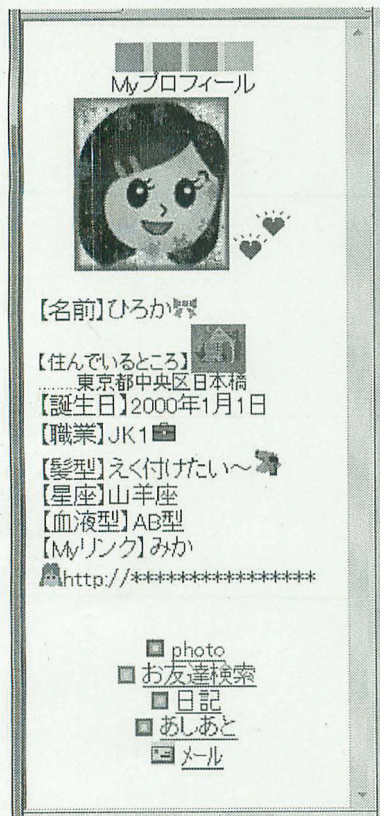 Myプロフィール
【名前】ひろか
【住んでいるところ】
........東京都中央区日本橋
【誕生日】2000年1月1日
【職業】JK1
【髪型】えく付けたい～
【星座】山羊座
【血液型】AB型
【Myリンク】みか
http://****************
photo
お友達検索
日記
あしあと
メール